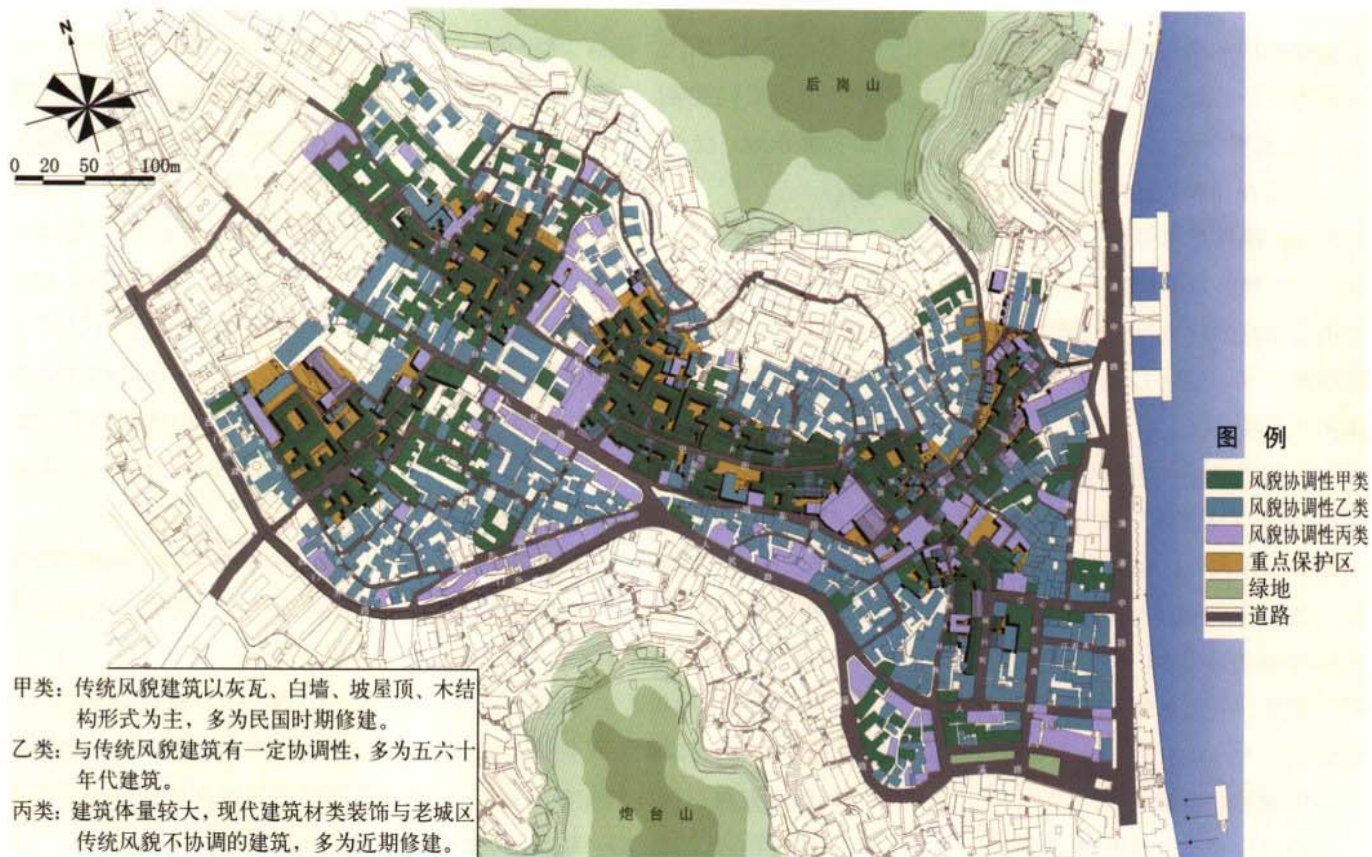 N
0 20 50 100m
后岗山
炮台山
图 例
风貌协调性甲类
风貌协调性乙类
风貌协调性丙类
重点保护区
绿地
道路
甲类：传统风貌建筑以灰瓦、白墙、坡屋顶、木结
构形式为主，多为民国时期修建。
乙类：与传统风貌建筑有一定协调性，多为五六十
年代建筑。
丙类：建筑体量较大，现代建筑材类装饰与老城区
传统风貌不协调的建筑，多为近期修建。